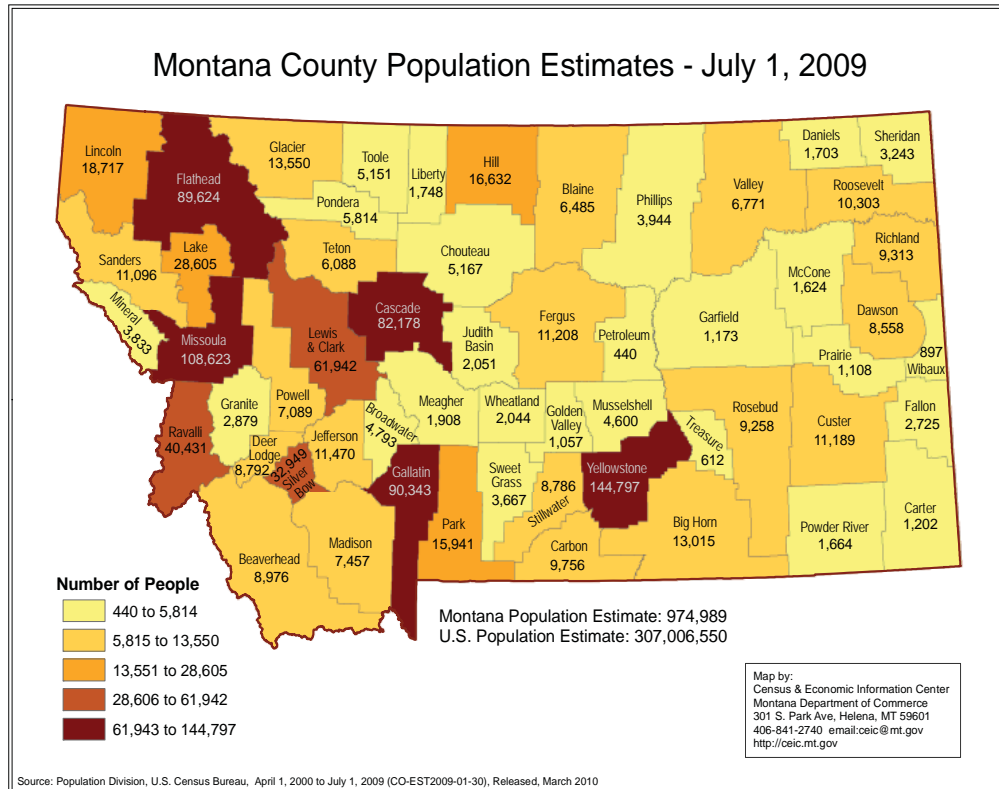 Montana County Population Estimates - July 1, 2009
Lincoln
18,717
Flathead
89,624
Glacier
13,550
Toole
5,151
Liberty
1,748
Hill
16,632
Blaine
6,485
Phillips
3,944
Valley
6,771
Daniels
1,703
Sheridan
3,243
Roosevelt
10,303
Pondera
5,814
Teton
6,088
Chouteau
5,167
Richland
9,313
Sanders
11,096
Lake
28,605
McCone
1,624
Dawson
8,558
Mineral
3,833
Missoula
108,623
Lewis
& Clark
61,942
Cascade
82,178
Judith
Basin
2,051
Fergus
11,208
Petroleum
440
Garfield
1,173
Prairie
1,108
897
Wibaux
Powell
7,089
Granite
2,879
Ravalli
40,431
Deer
Lodge
8,792
32,949
Silver
Bow
Jefferson
11,470
Broadwater
4,793
Meagher
1,908
Wheatland
2,044
Golden
Valley
1,057
Musselshell
4,600
Treasure
612
Rosebud
9,258
Custer
11,189
Fallon
2,725
Gallatin
90,343
Park
15,941
Sweet
Grass
3,667
8,786
Stillwater
Yellowstone
144,797
Big Horn
13,015
Powder River
1,664
Carter
1,202
Beaverhead
8,976
Madison
7,457
Carbon
9,756
Number of People
440 to 5,814
5,815 to 13,550
13,551 to 28,605
28,606 to 61,942
61,943 to 144,797
Montana Population Estimate: 974,989
U.S. Population Estimate: 307,006,550
Map by:
Census & Economic Information Center
Montana Department of Commerce
301 S. Park Ave, Helena, MT 59601
406-841-2740 email:ceic@mt.gov
http://ceic.mt.gov
Source: Population Division, U.S. Census Bureau, April 1, 2000 to July 1, 2009 (CO-EST2009-01-30), Released, March 2010